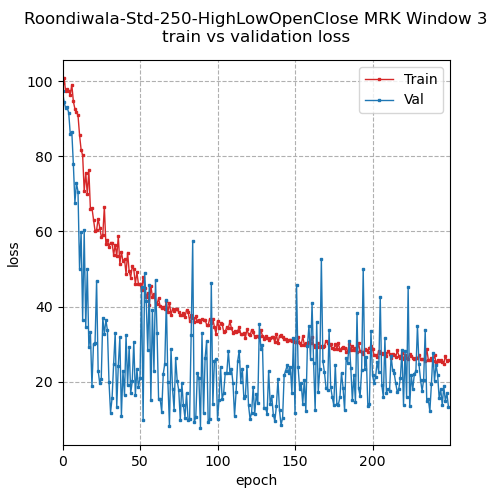 Roondiwala-Std-250-HighLowOpenClose MRK Window 3
train vs validation loss
Train
Val
loss
100
80
60
40
20
0
50
100
150
200
epoch